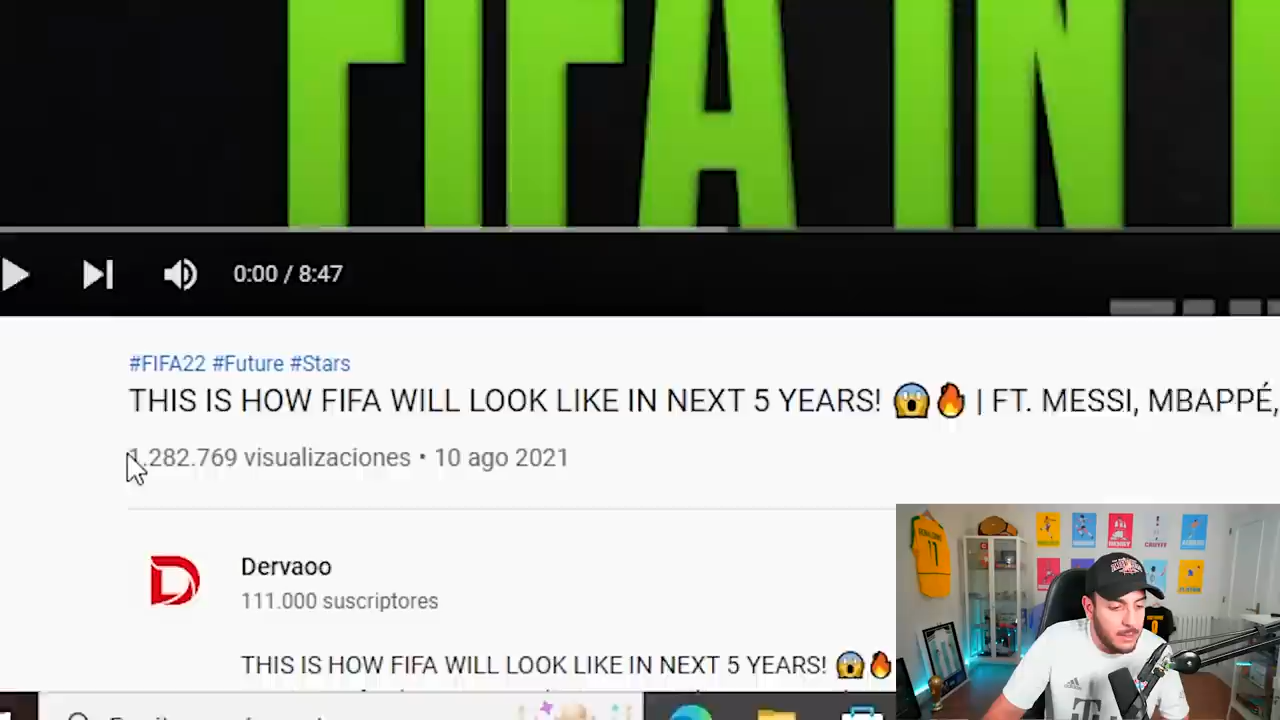 FIFA IN
0:00 / 8:47
#FIFA22 #Future #Stars
THIS IS HOW FIFA WILL LOOK LIKE IN NEXT 5 YEARS! 😱🔥 | FT. MESSI, MBAPPÉ,
1.282.769 visualizaciones • 10 ago 2021
Dervaoo
111.000 suscriptores
THIS IS HOW FIFA WILL LOOK LIKE IN NEXT 5 YEARS! 😱🔥